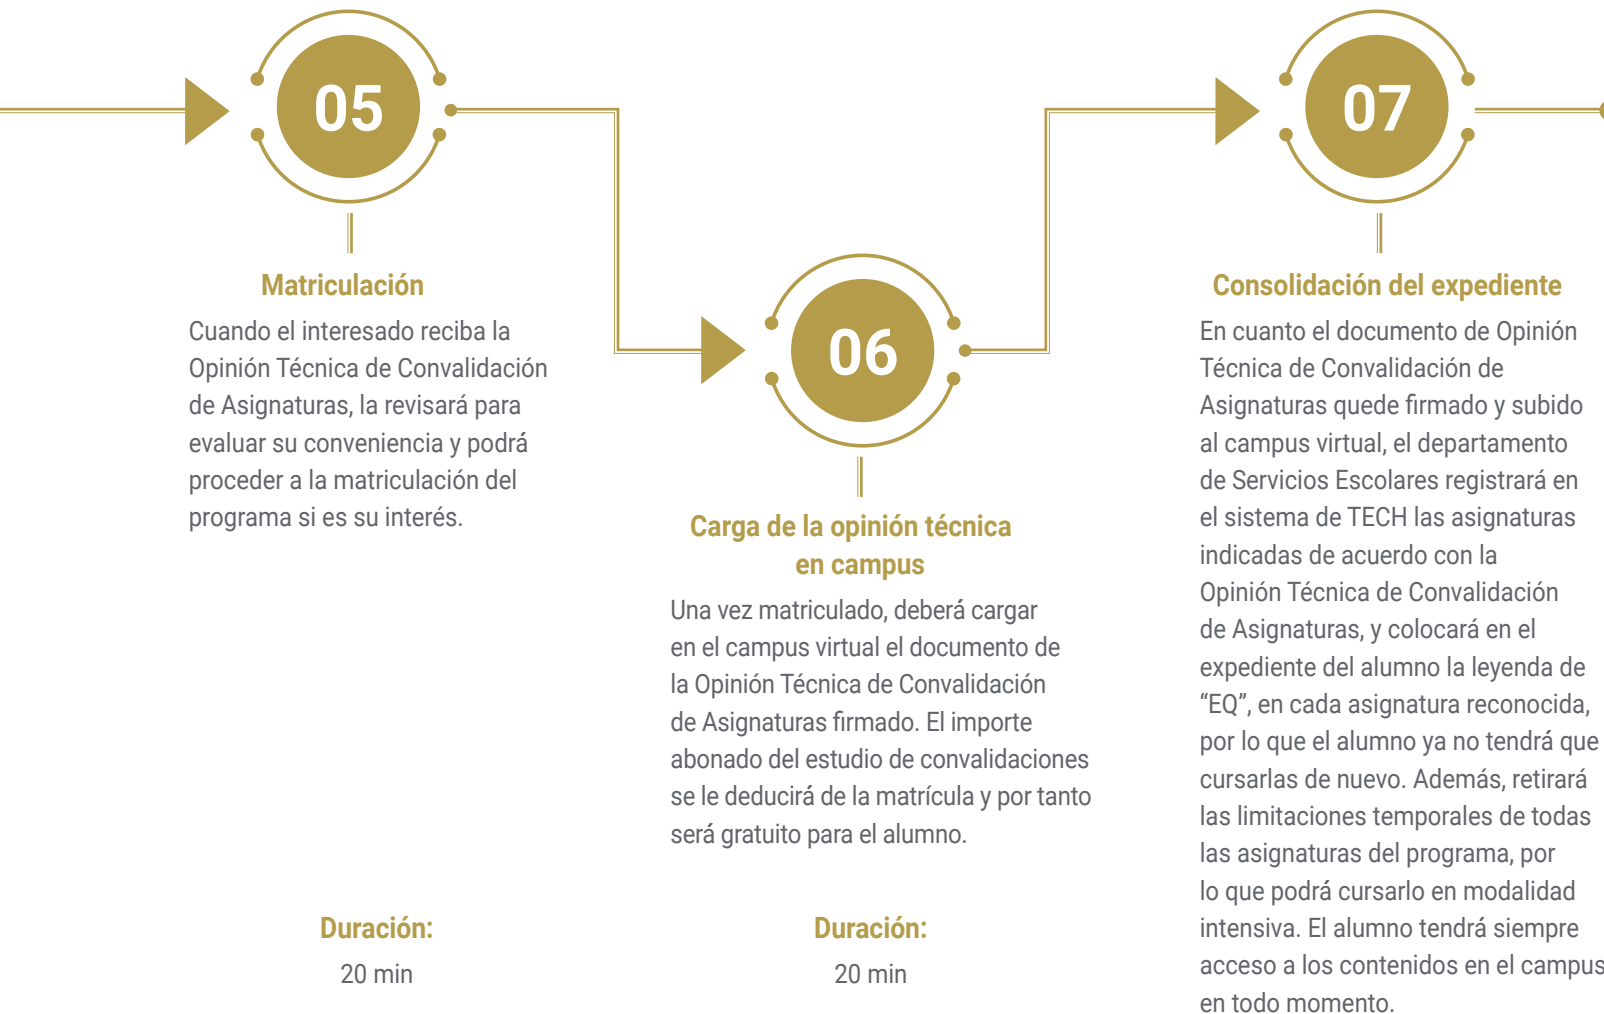 05
Matriculación
Cuando el interesado reciba la
Opinión Técnica de Convalidación
de Asignaturas, la revisará para
evaluar su conveniencia y podrá
proceder a la matriculación del
programa si es su interés.
Duración:
20 min
06
Carga de la opinión técnica
en campus
Una vez matriculado, deberá cargar
en el campus virtual el documento de
la Opinión Técnica de Convalidación
de Asignaturas firmado. El importe
abonado del estudio de convalidaciones
se le deducirá de la matrícula y por tanto
será gratuito para el alumno.
Duración:
20 min
07
Consolidación del expediente
En cuanto el documento de Opinión
Técnica de Convalidación de
Asignaturas quede firmado y subido
al campus virtual, el departamento
de Servicios Escolares registrará en
el sistema de TECH las asignaturas
indicadas de acuerdo con la
Opinión Técnica de Convalidación
de Asignaturas, y colocará en el
expediente del alumno la leyenda de
“EQ”, en cada asignatura reconocida,
por lo que el alumno ya no tendrá que
cursarlas de nuevo. Además, retirará
las limitaciones temporales de todas
las asignaturas del programa, por
lo que podrá cursarlo en modalidad
intensiva. El alumno tendrá siempre
acceso a los contenidos en el campus
en todo momento.